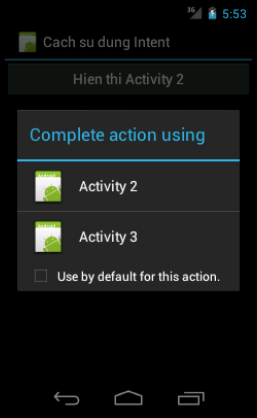 3G
5:53
Cach su dung Intent
Hien thi Activity 2
Complete action using
Activity 2
Activity 3
Use by default for this action.